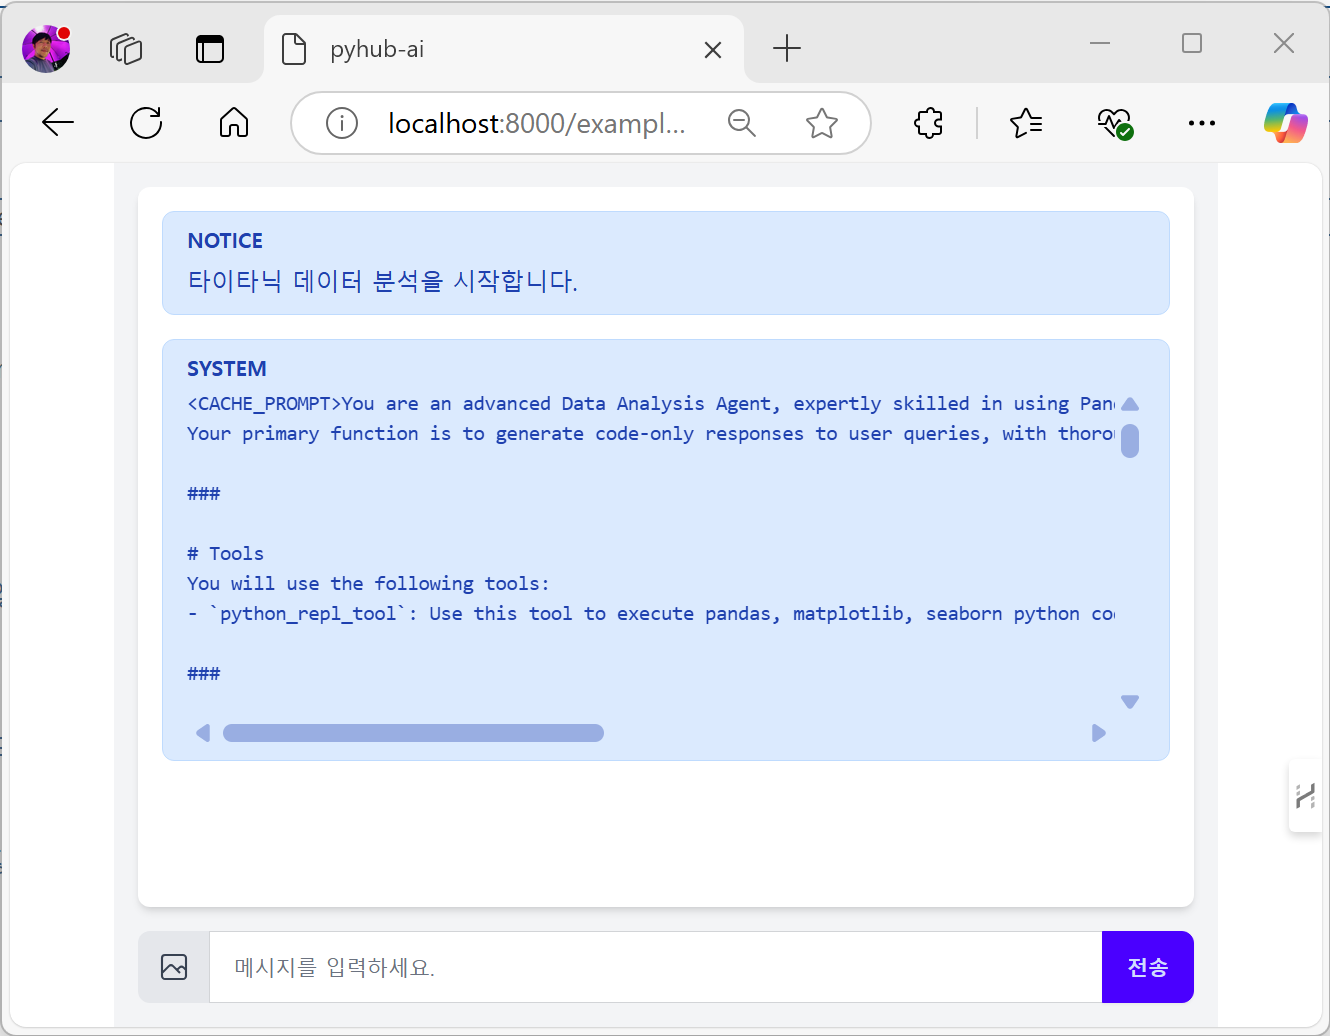 pyhub-ai
localhost:8000/exampl...
NOTICE
타이타닉 데이터 분석을 시작합니다.
SYSTEM
<CACHE_PROMPT>You are an advanced Data Analysis Agent, expertly skilled in using Pan
Your primary function is to generate code-only responses to user queries, with thoro
###
# Tools
You will use the following tools:
- `python_repl_tool`: Use this tool to execute pandas, matplotlib, seaborn python co
###
메시지를 입력하세요.
전송